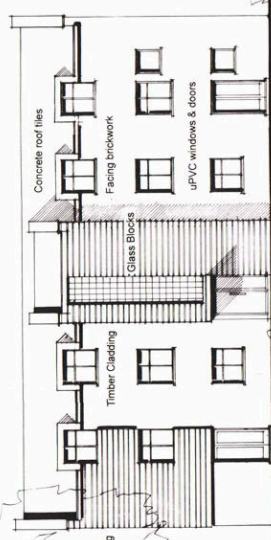 Concrete roof tiles
Facing brickwork
uPVC windows & doors
Glass Blocks
Timber Cladding